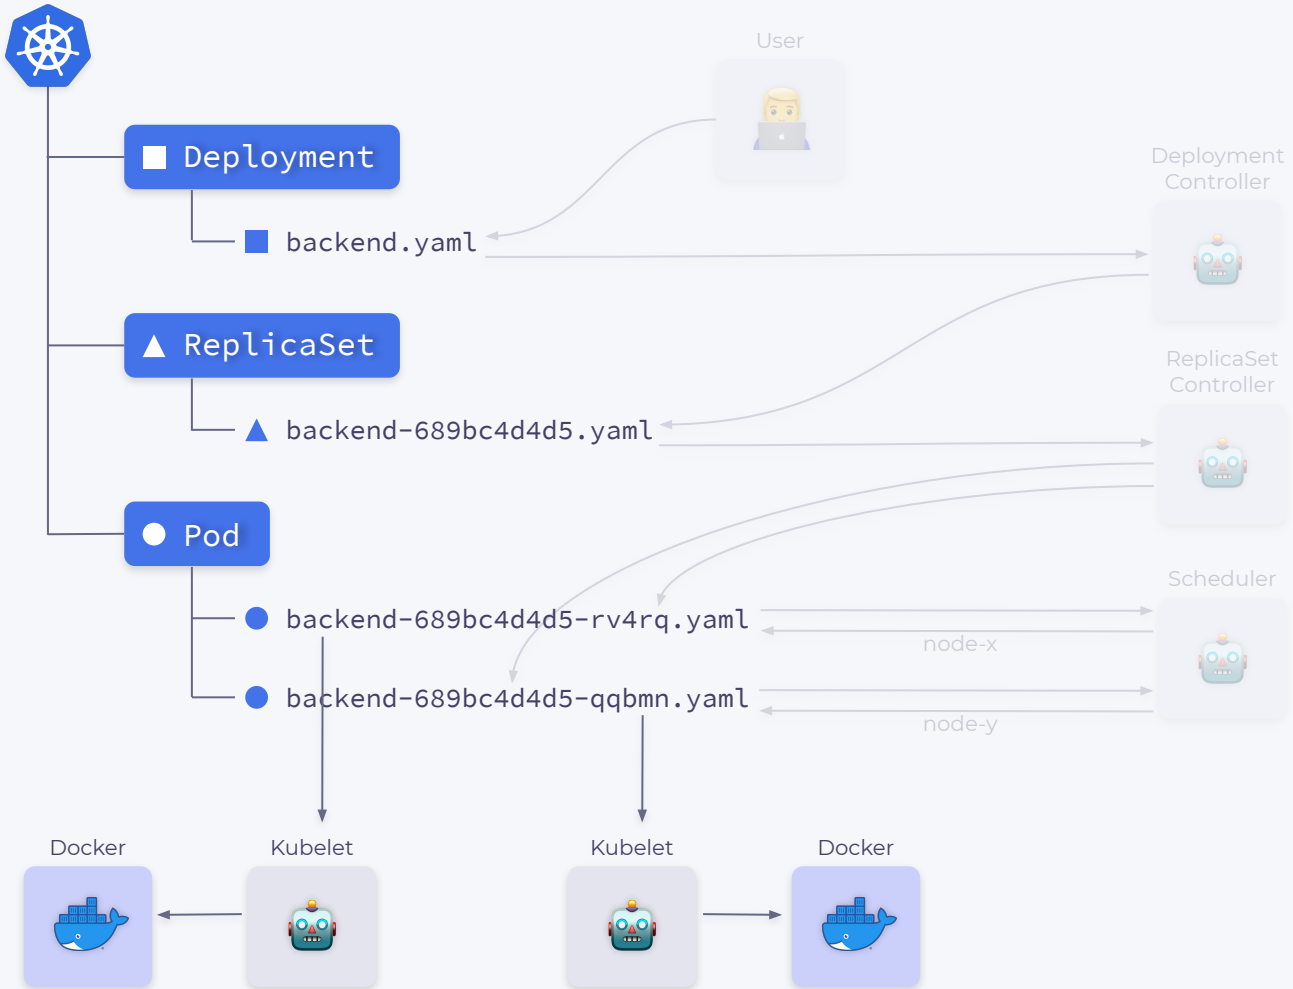 User
Deployment
Deployment
Controller
backend.yaml
ReplicaSet
ReplicaSet
Controller
backend-689bc4d4d5.yaml
Pod
Scheduler
backend-689bc4d4d5-rv4rq.yaml
node-x
backend-689bc4d4d5-qqbmn.yaml
node-y
Docker
Kubelet
Kubelet
Docker